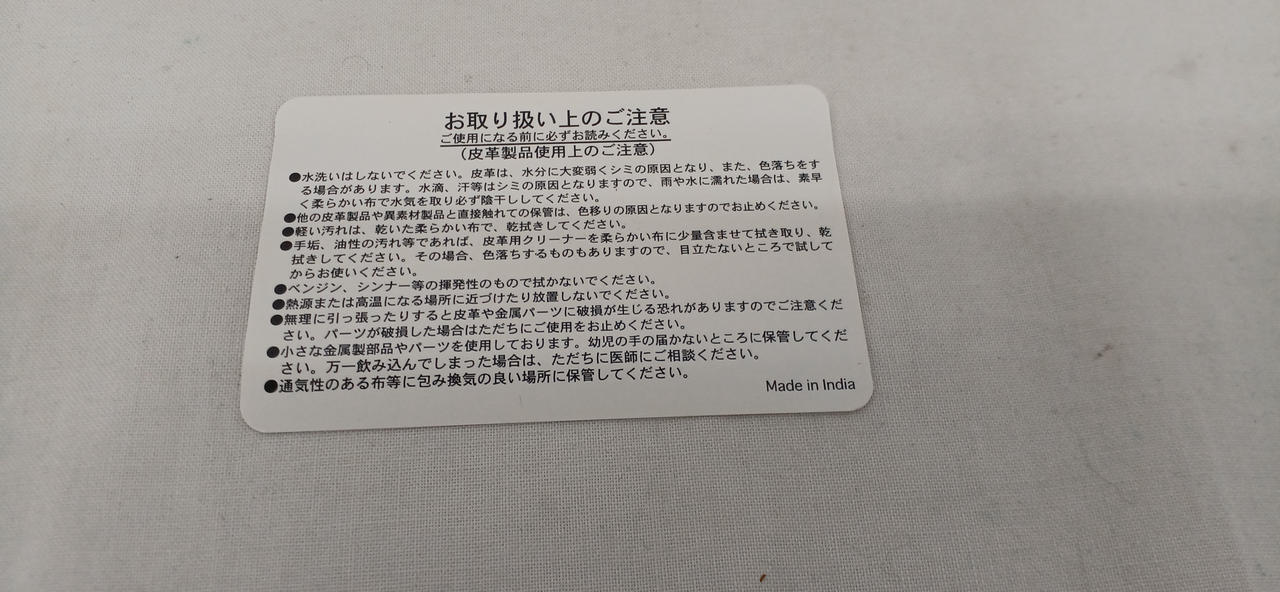 お取り扱い上のご注意
ご使用になる前に必ずお読みください。
（皮革製品使用上のご注意）
●水洗いはしないでください。皮革は、水分に大変弱くシミの原因となり、また、色落ちをす
る場合があります。水滴、汗等はシミの原因となりますので、雨や水に濡れた場合は、素早
く柔らかい布で水気を取り必ず陰干ししてください。
●他の皮革製品や異素材製品と直接触れての保管は、色移りの原因となりますのでお止めください。
●軽い汚れは、乾いた柔らかい布で、乾拭きしてください。
●手垢、油性の汚れ等であれば、皮革用クリーナーを柔らかい布に少量含ませて拭き取り、乾
拭きしてください。その場合、色落ちするものもありますので、目立たないところで試して
からお使いください。
●ベンジン、シンナー等の揮発性のもので拭かないでください。
●熱源または高温になる場所に近づけたり放置しないでください。
●無理に引っ張ったりすると皮革や金属パーツに破損が生じる恐れがありますのでご注意くだ
さい。パーツが破損した場合はただちにご使用をお止めください。
●小さな金属製部品やパーツを使用しております。幼児の手の届かないところに保管してくだ
さい。万一飲み込んでしまった場合は、ただちに医師にご相談ください。
●通気性のある布等に包み換気の良い場所に保管してください。
Made in India